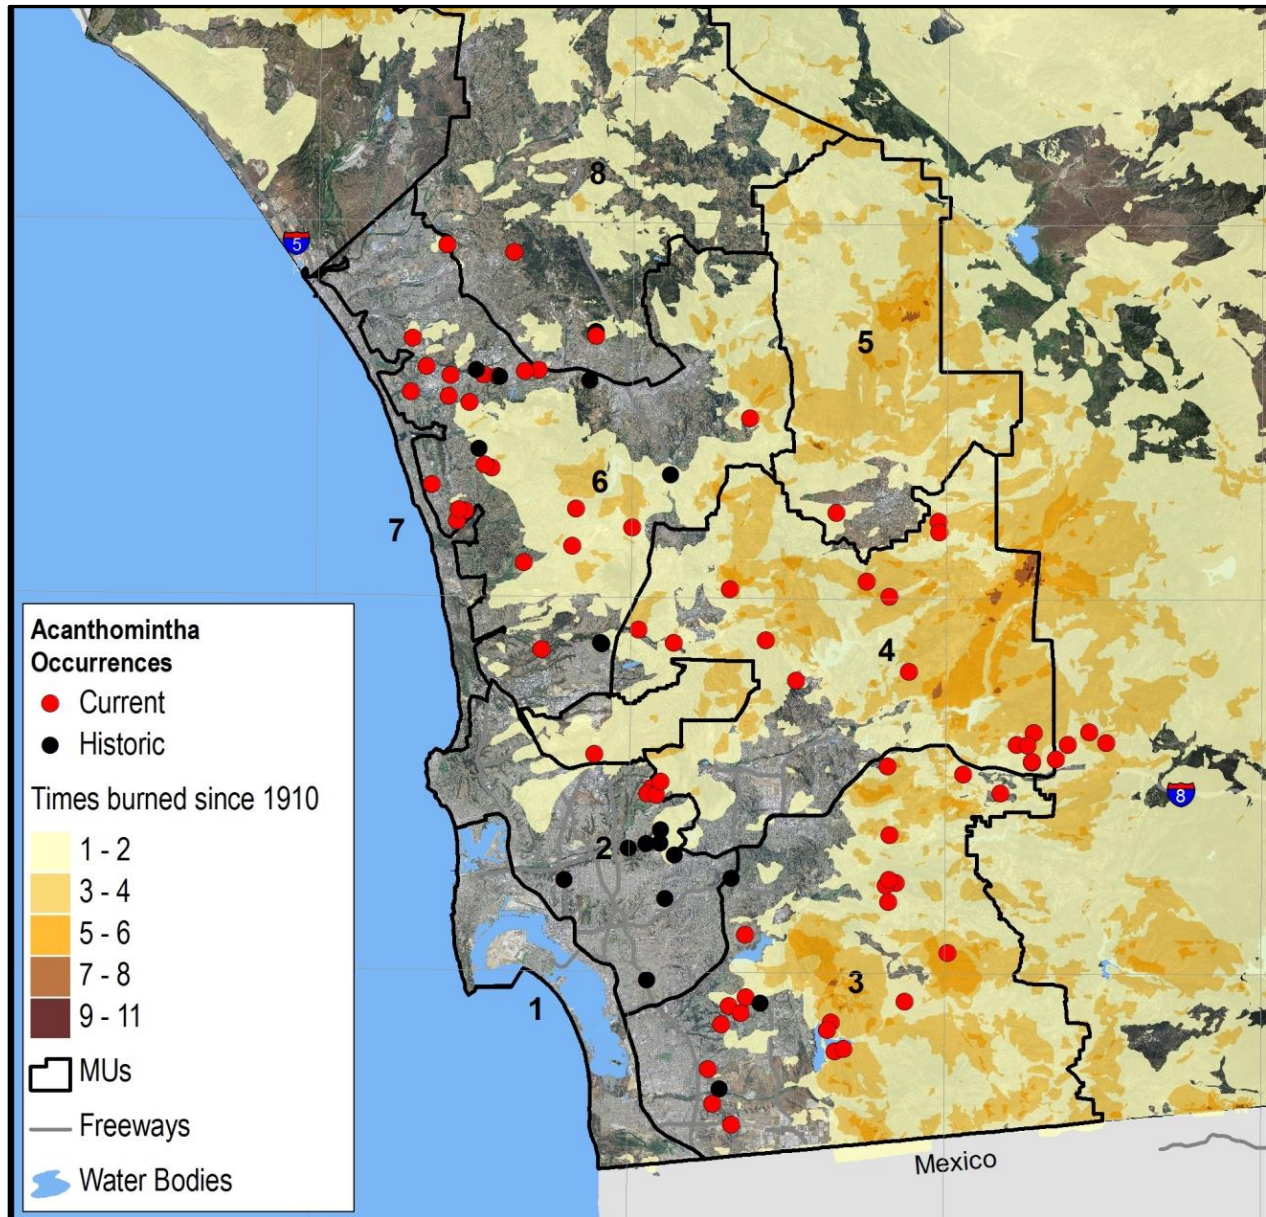 8
5
5
6
7
4
2
3
1
8
Mexico
Acanthomintha
Occurrences
Current
Historic
Times burned since 1910
1 - 2
3 - 4
5 - 6
7 - 8
9 - 11
MUs
Freeways
Water Bodies